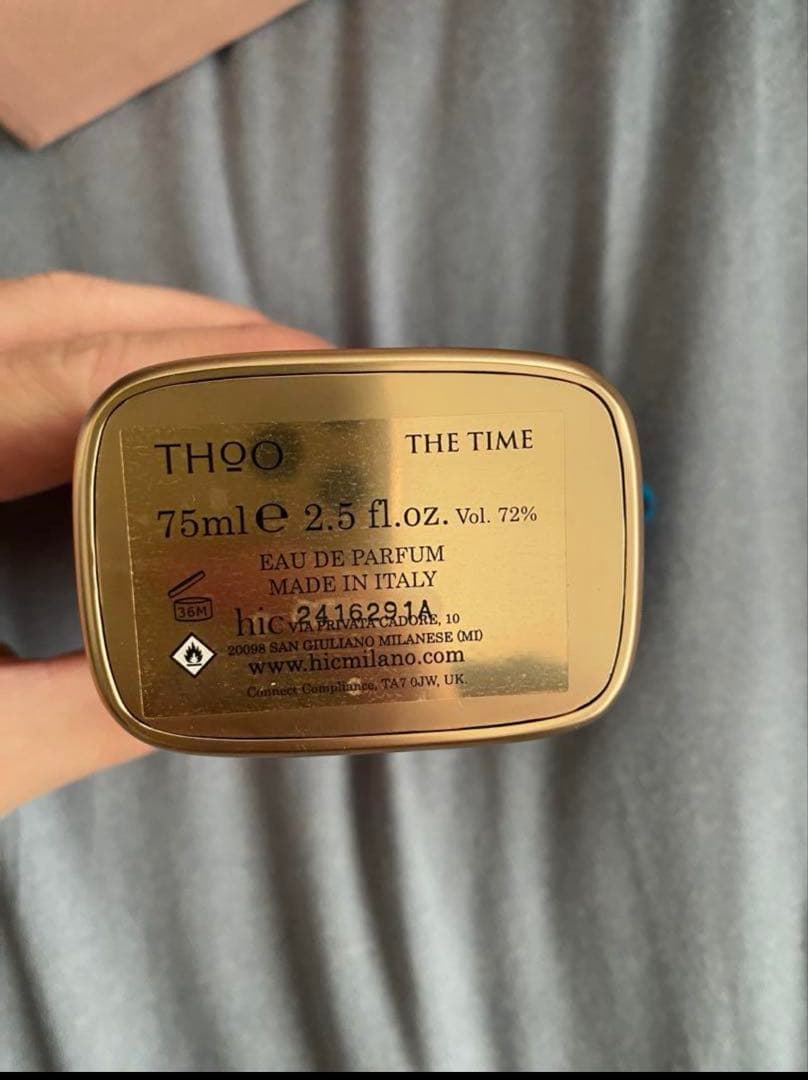 THOO THE TIME
75ml e 2.5 fl.oz. Vol. 72%
EAU DE PARFUM
MADE IN ITALY
36M
2416291A
hic VIA PRIVATA CADORE, 10
20098 SAN GIULIANO MILANESE (MI)
www.hicmilano.com
Connect Compliance, TA7 0JW, UK.